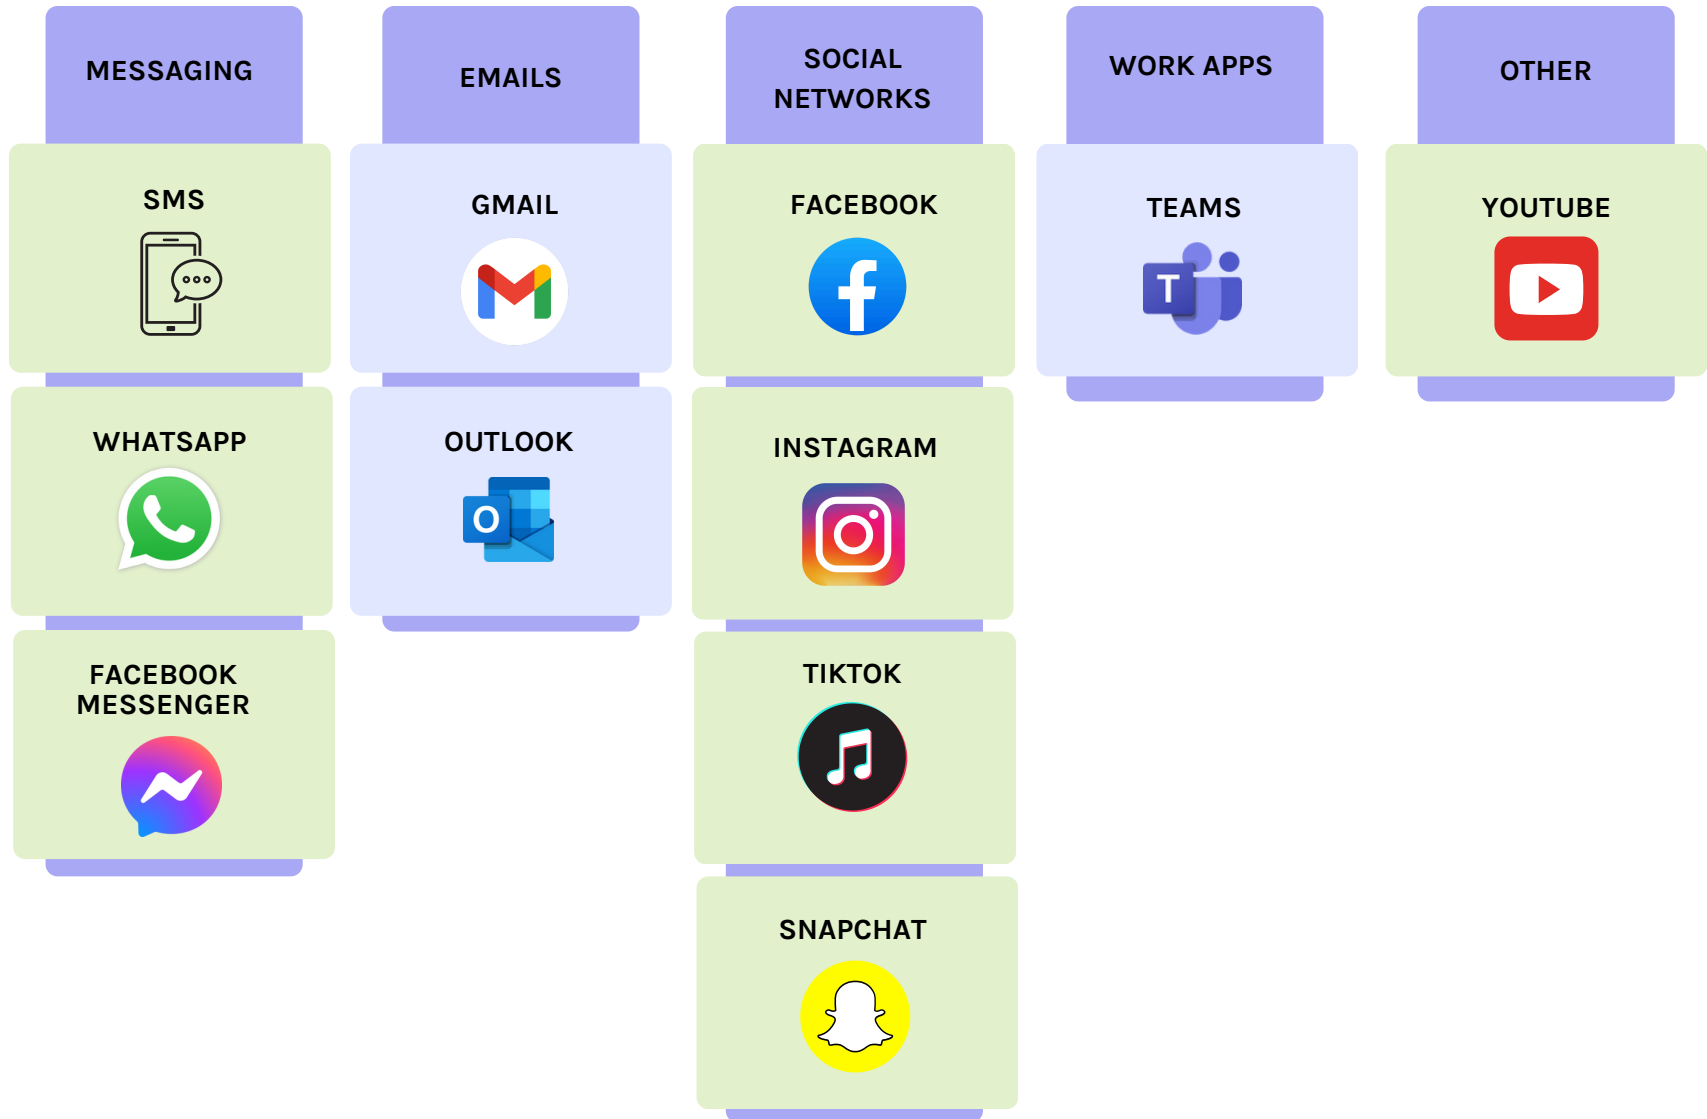 MESSAGING
SMS
WHATSAPP
FACEBOOK
MESSENGER
EMAILS
GMAIL
OUTLOOK
O
SOCIAL
NETWORKS
FACEBOOK
f
INSTAGRAM
TIKTOK
SNAPCHAT
WORK APPS
TEAMS
T
OTHER
YOUTUBE